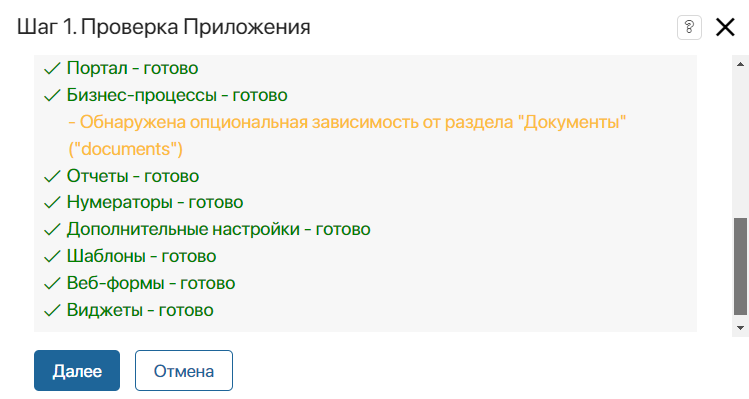 Шаг 1. Проверка Приложения
?
Портал - готово
Бизнес-процессы - готово
- Обнаружена опциональная зависимость от раздела "Документы"
("documents")
Отчеты - готово
Нумераторы - готово
Дополнительные настройки - готово
Шаблоны - готово
Веб-формы - готово
Виджеты - готово
Далее
Отмена